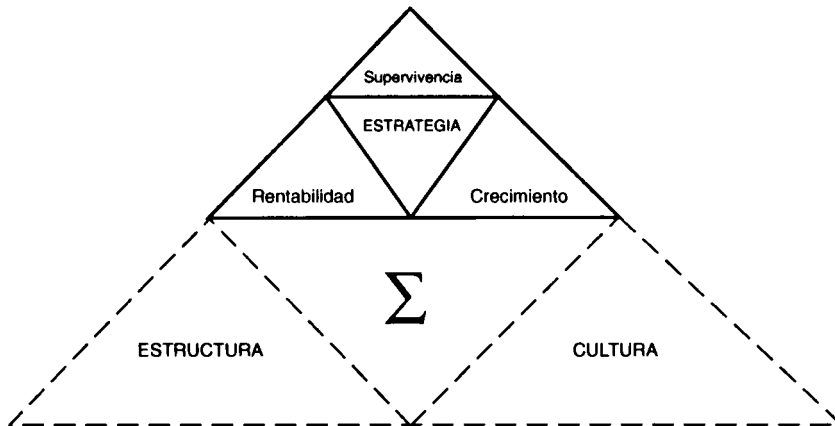 Supervivencia
ESTRATEGIA
Rentabilidad
Crecimiento
Σ
ESTRUCTURA
CULTURA